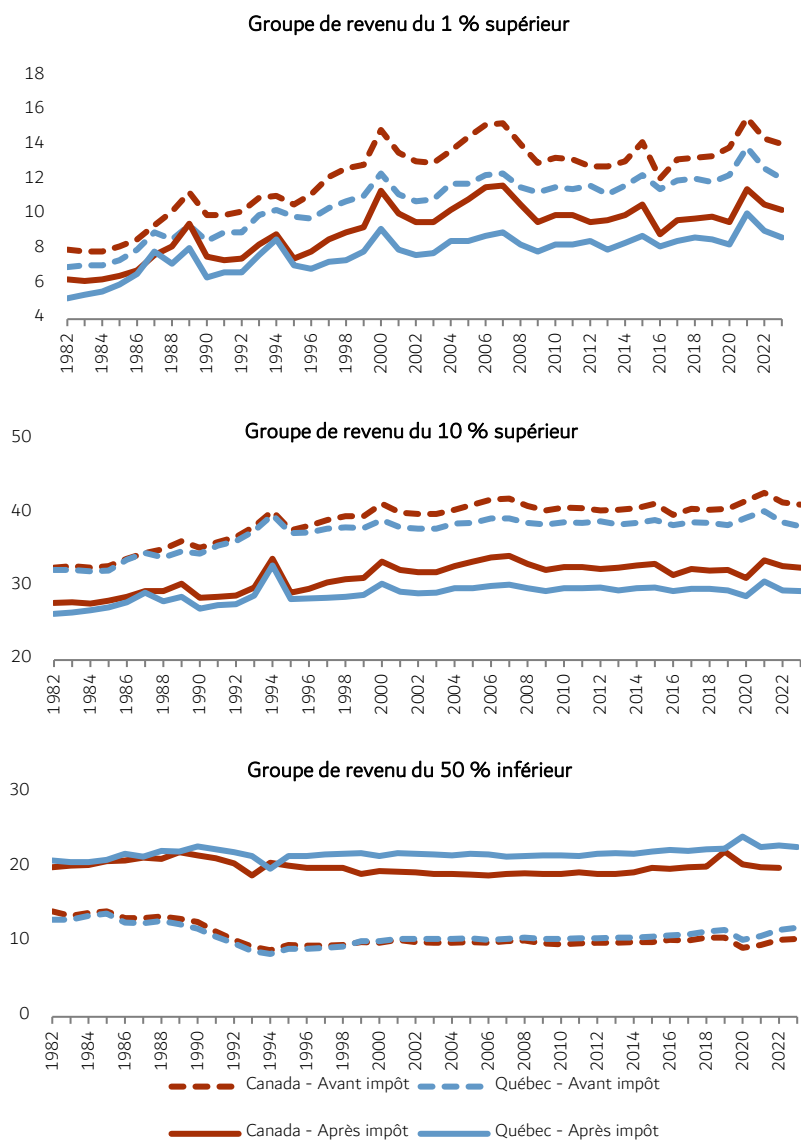 Groupe de revenu du 1 % supérieur
18
16
14
12
10
8
6
4
1982 1984 1986 1988 1990 1992 1994 1996 1998 2000 2002 2004 2006 2008 2010 2012 2014 2016 2018 2020 2022
Groupe de revenu du 10 % supérieur
50
40
30
20
1982 1984 1986 1988 1990 1992 1994 1996 1998 2000 2002 2004 2006 2008 2010 2012 2014 2016 2018 2020 2022
Groupe de revenu du 50 % inférieur
30
20
10
0
1982 1984 1986 1988 1990 1992 1994 1996 1998 2000 2002 2004 2006 2008 2010 2012 2014 2016 2018 2020 2022
Canada - Avant impôt Québec - Avant impôt
Canada - Après impôt Québec - Après impôt